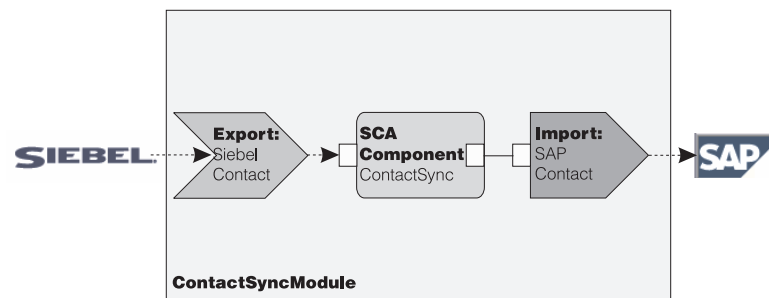 SIEBEL.
Export:
Siebel
Contact
SCA
Component
ContactSync
Import:
SAP
Contact
SAP
ContactSyncModule